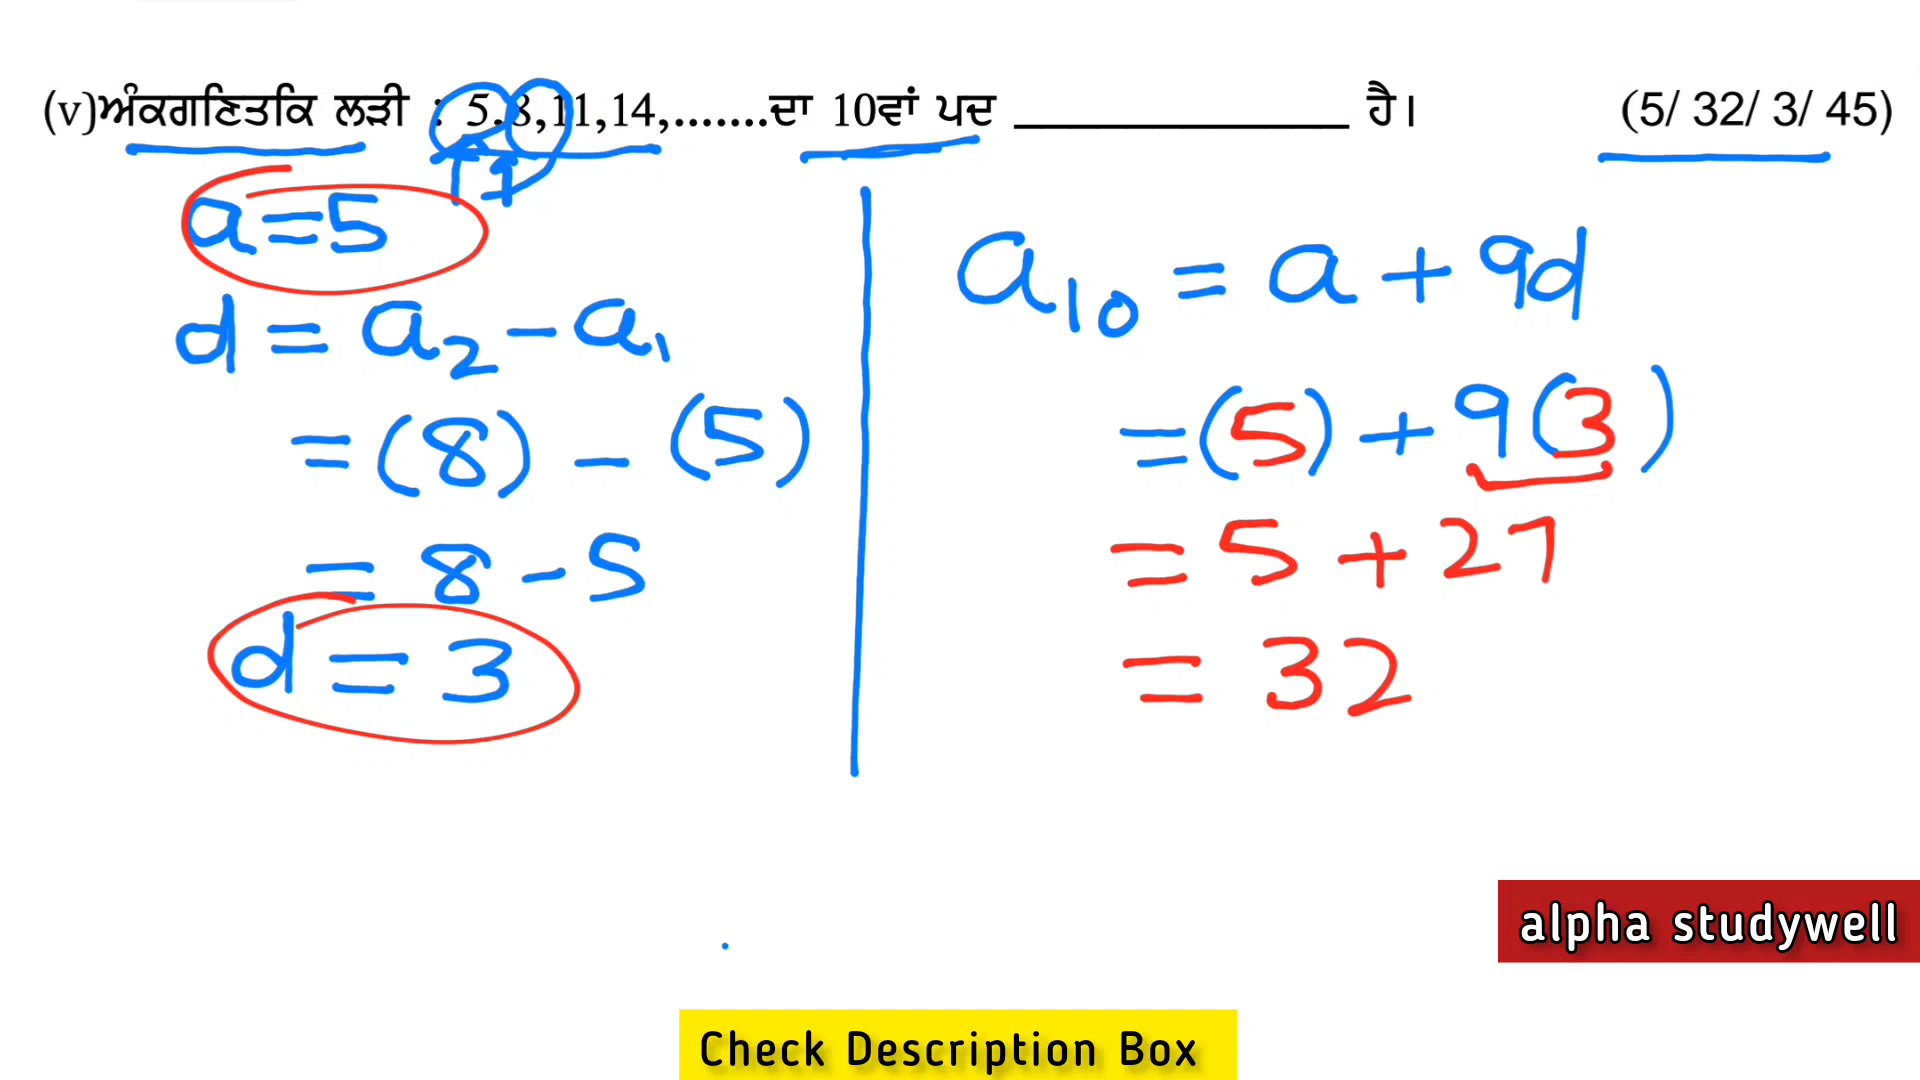 (v)ਅੰਕਗਣਿਤਕਿ ਲੜੀ : 5,8,11,14,.......ਦਾ 10ਵਾਂ ਪਦ ______________ ਹੈ। (5/ 32/ 3/ 45)
a=5
d = a₂ - a₁
= (8) - (5)
= 8 - 5
d = 3
a₁₀ = a + 9d
= (5) + 9(3)
= 5 + 27
= 32
alpha studywell
Check Description Box